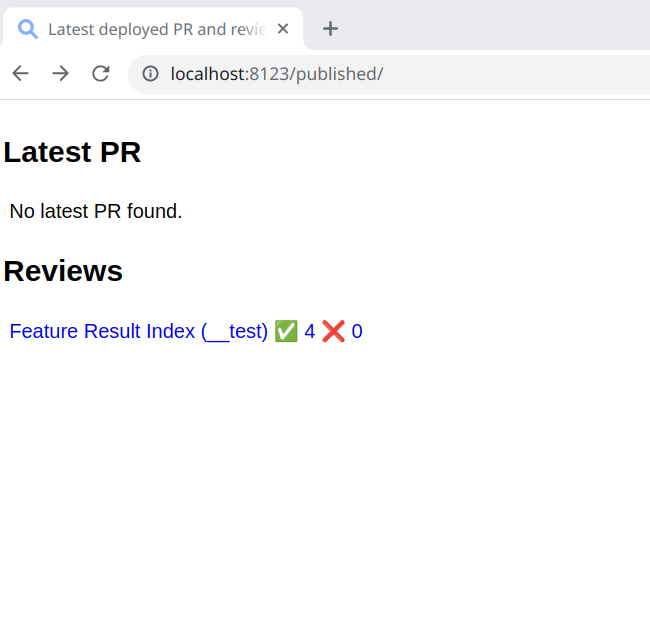 Latest deployed PR and revie
localhost:8123/published/
Latest PR
No latest PR found.
Reviews
Feature Result Index (__test) ✅ 4 ❌ 0